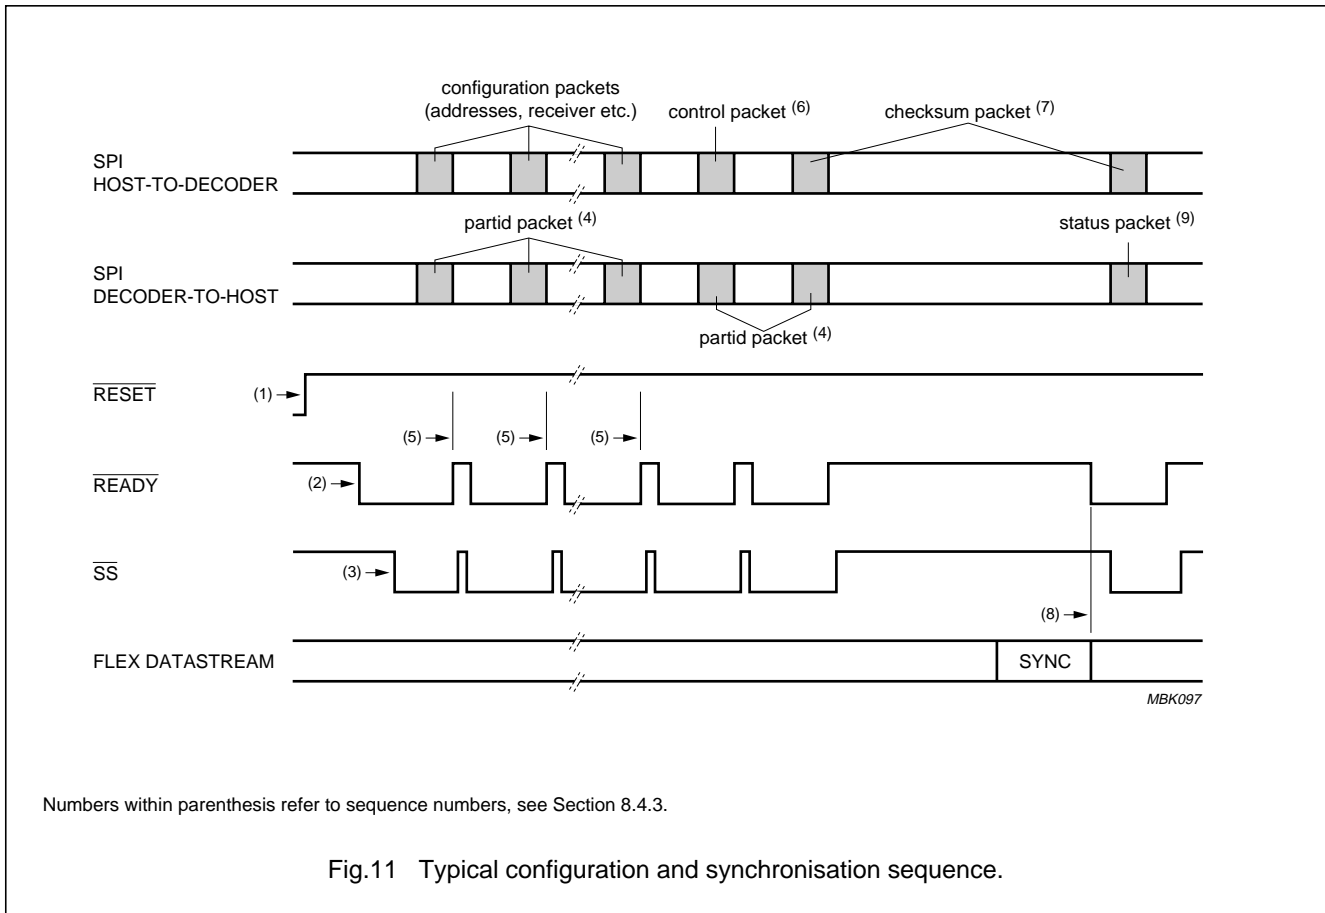 configuration packets
(addresses, receiver etc.)
control packet (6)
checksum packet (7)
SPI
HOST-TO-DECODER
partid packet (4)
status packet (9)
SPI
DECODER-TO-HOST
partid packet (4)
RESET
(1)
(5)
(5)
(5)
READY
(2)
SS
(3)
(8)
FLEX DATASTREAM
SYNC
MBK097
Numbers within parenthesis refer to sequence numbers, see Section 8.4.3.
Fig.11 Typical configuration and synchronisation sequence.